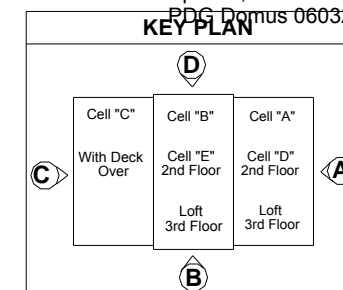 PDG Domus 0603
KEY PLAN
D
Cell "C"
With Deck
Over
Cell "B"
Cell "E"
2nd Floor
Loft
3rd Floor
Cell "A"
Cell "D"
2nd Floor
Loft
3rd Floor
C
A
B